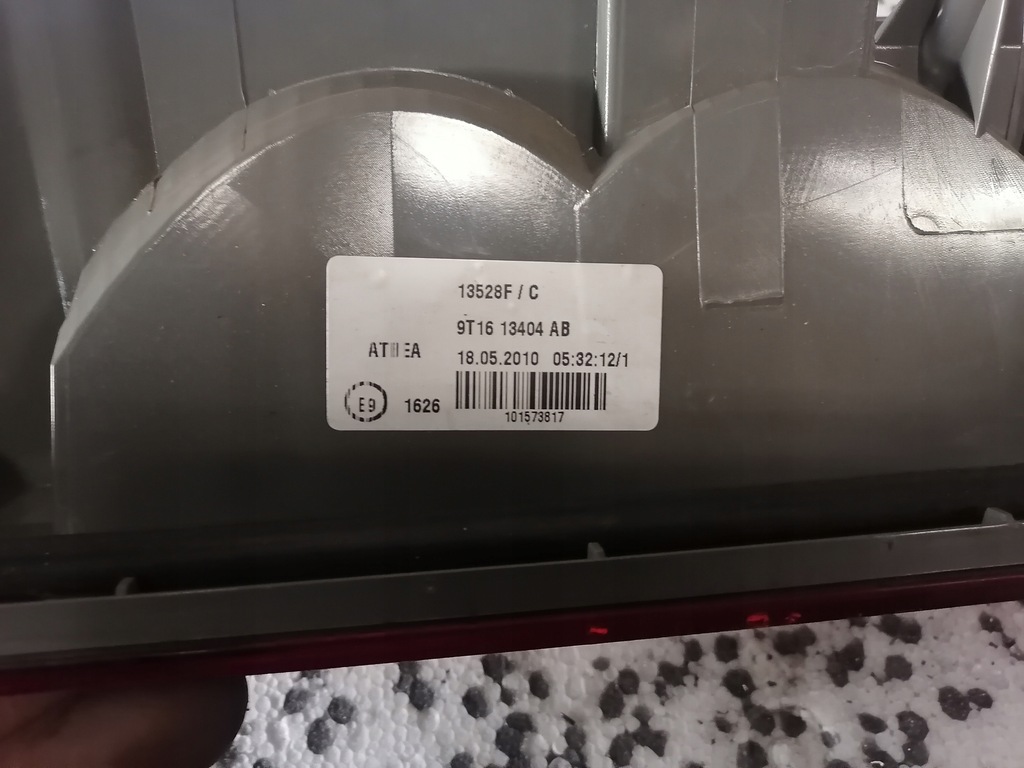 13528F / C
9T16 13404 AB
18.05.2010 05:32:12/1
E9
1626
101573817